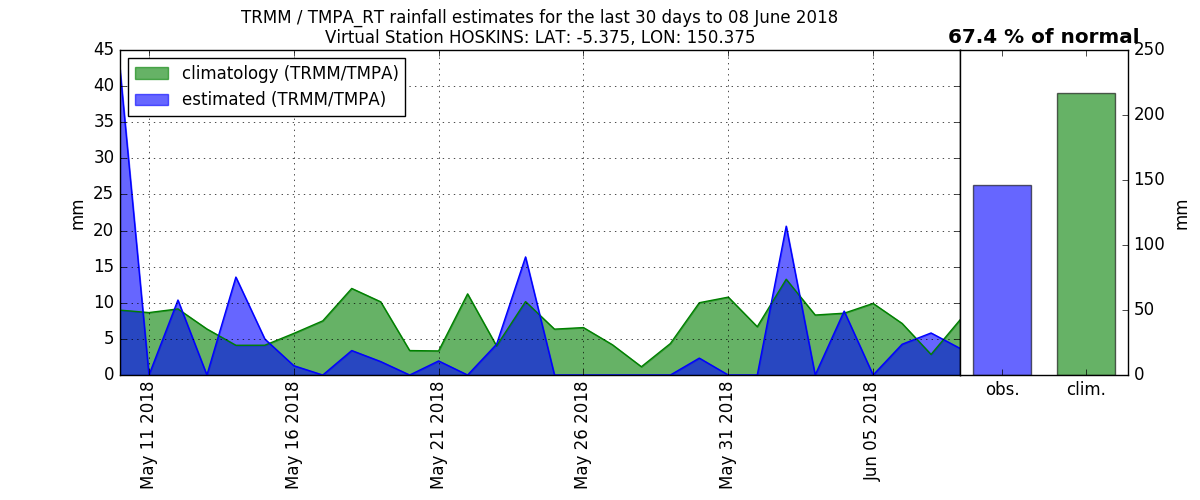 TRMM / TMPA_RT rainfall estimates for the last 30 days to 08 June 2018
Virtual Station HOSKINS: LAT: -5.375, LON: 150.375
67.4 % of normal
climatology (TRMM/TMPA)
estimated (TRMM/TMPA)
mm
45
40
35
30
25
20
15
10
5
0
May 11 2018
May 16 2018
May 21 2018
May 26 2018
May 31 2018
Jun 05 2018
obs.
clim.
250
200
150
100
50
0
mm